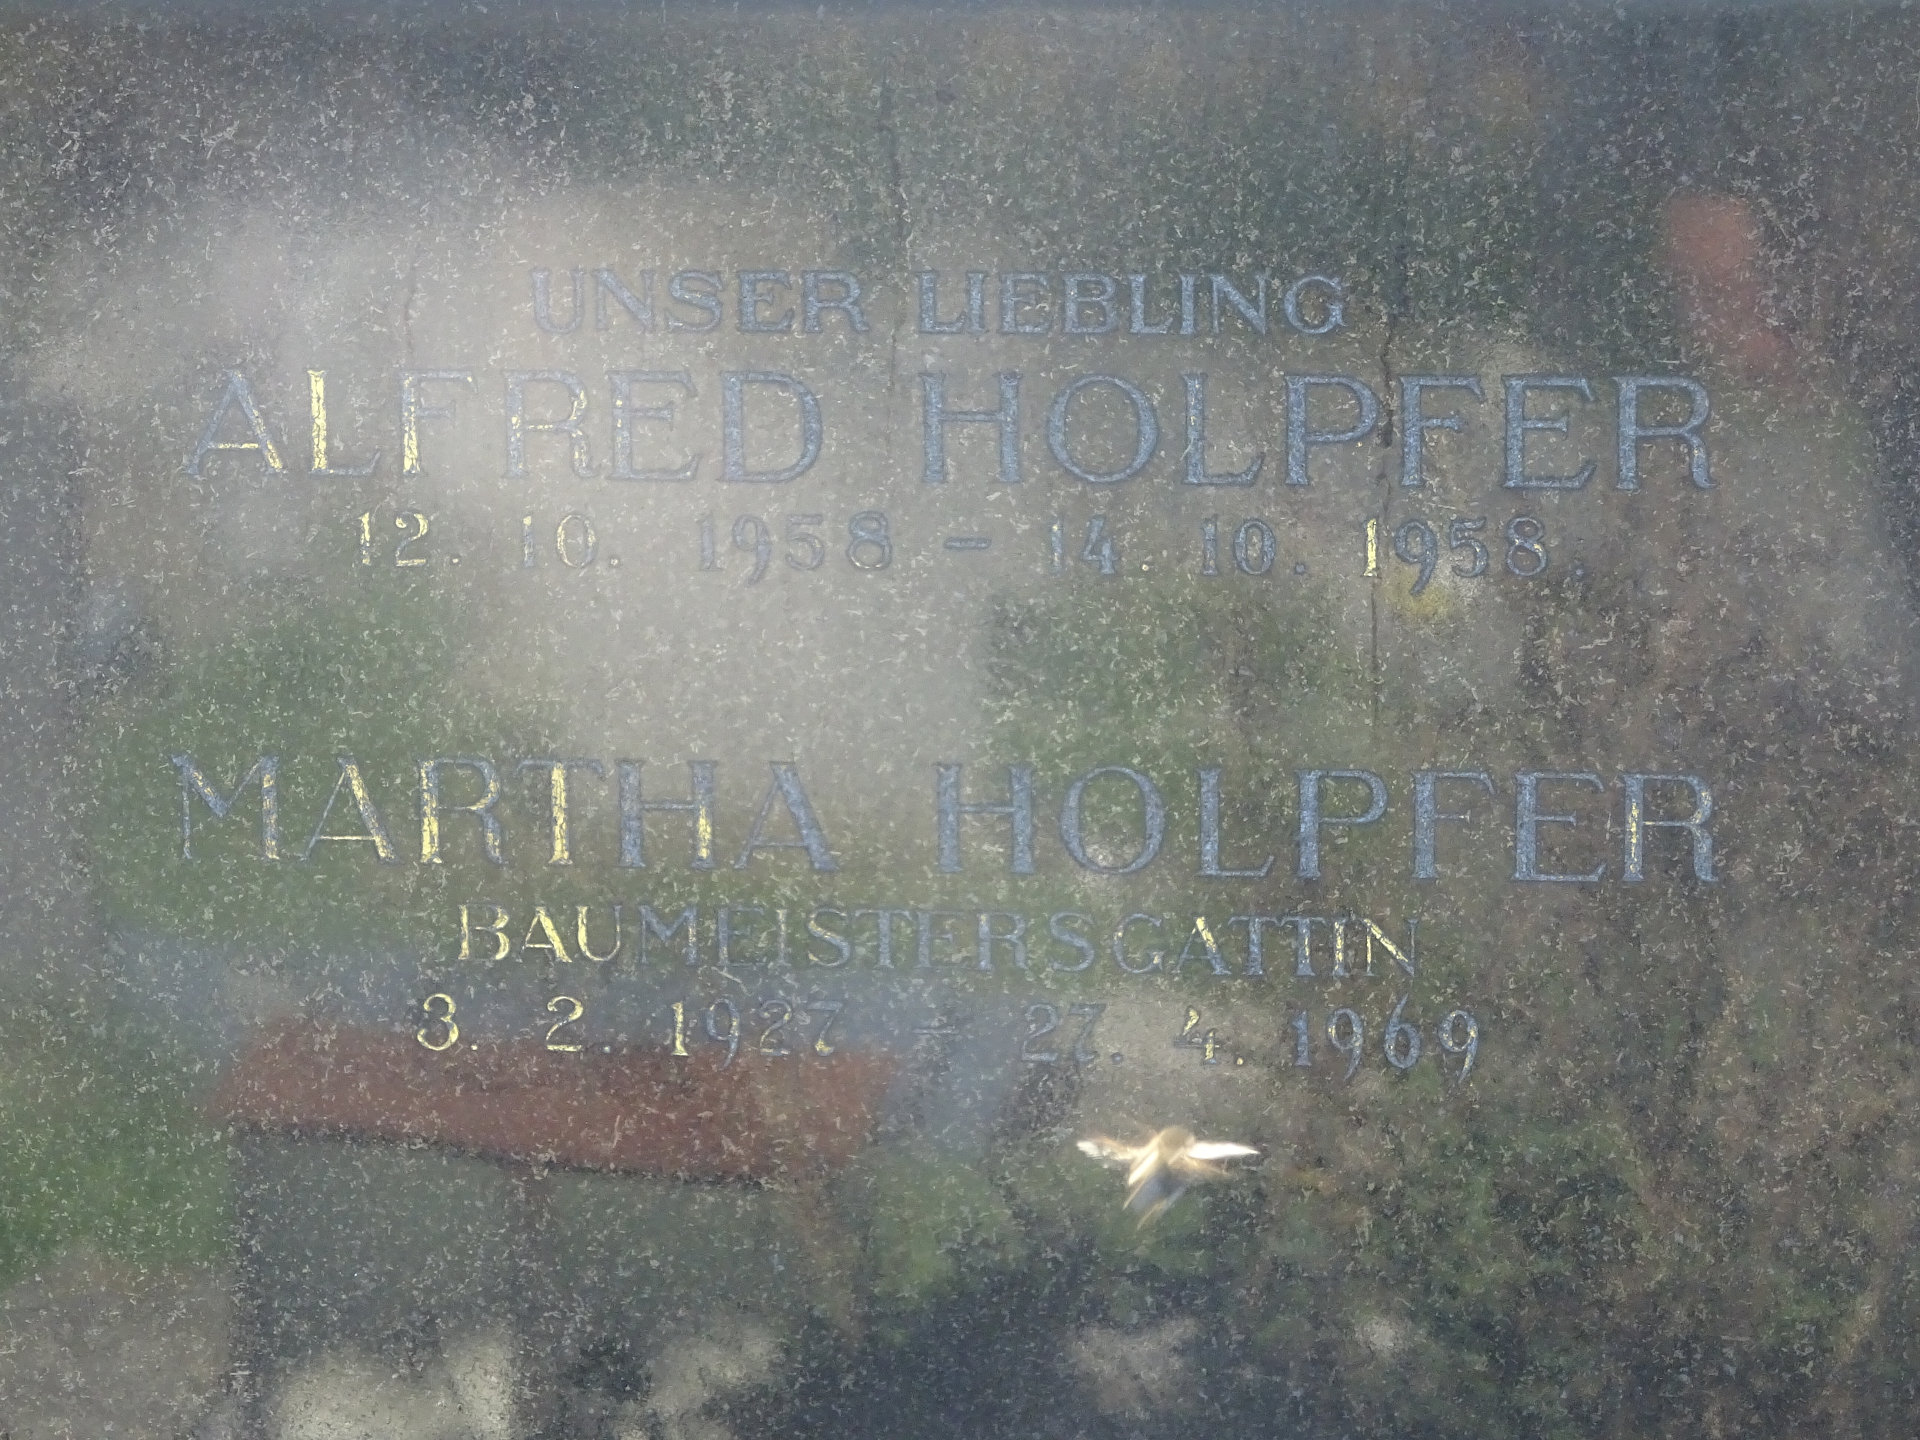 UNSER LIEBLING
ALFRED HOLPFER
12. 10. 1958 - 14. 10. 1958.
MARTHA HOLPFER
BAUMEISTERSGATTIN
3. 2. 1927 - 27. 4. 1969